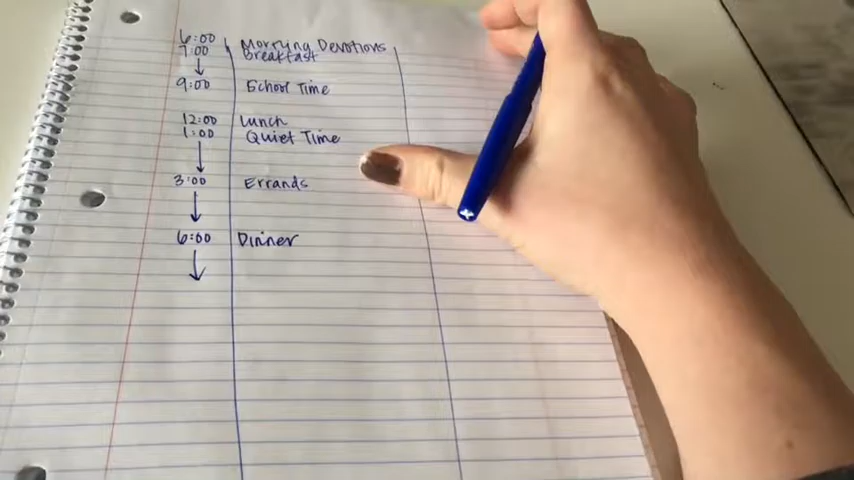 6:00 Morning Devotions
7:00 Breakfast
9:00 School Time
12:00 Lunch
1:00 Quiet Time
3:00 Errands
6:00 Dinner